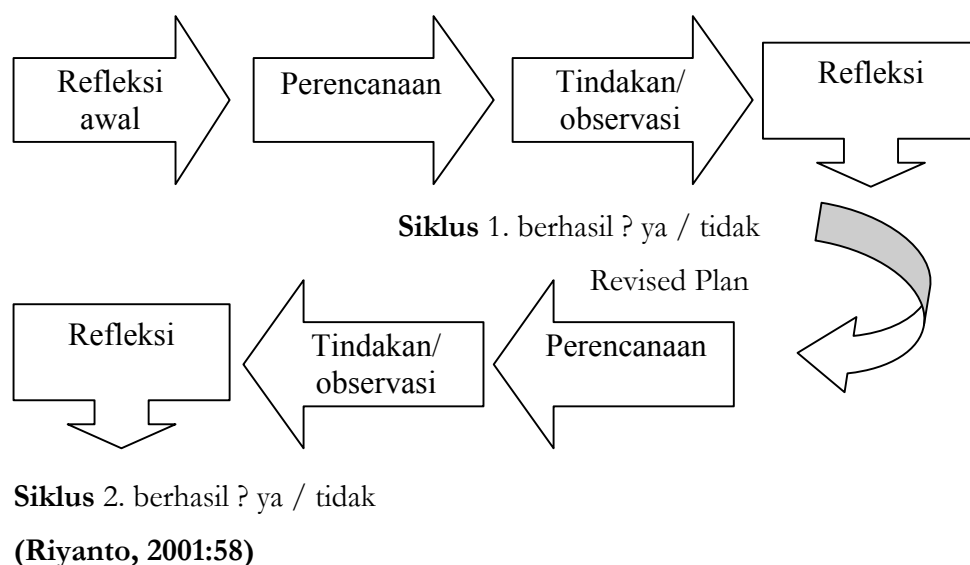 Refleksi
awal
Perencanaan
Tindakan/
observasi
Refleksi
Siklus 1. berhasil ? ya / tidak
Revised Plan
Refleksi
Tindakan/
observasi
Perencanaan
Siklus 2. berhasil ? ya / tidak
(Riyanto, 2001:58)